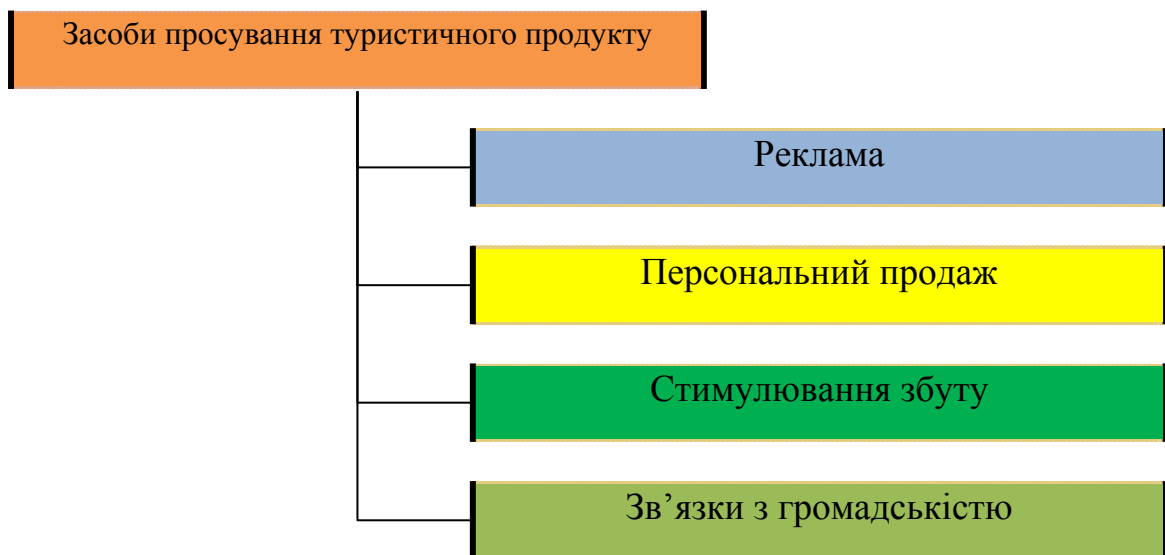 Засоби просування туристичного продукту
Реклама
Персональний продаж
Стимулювання збуту
Зв’язки з громадськістю